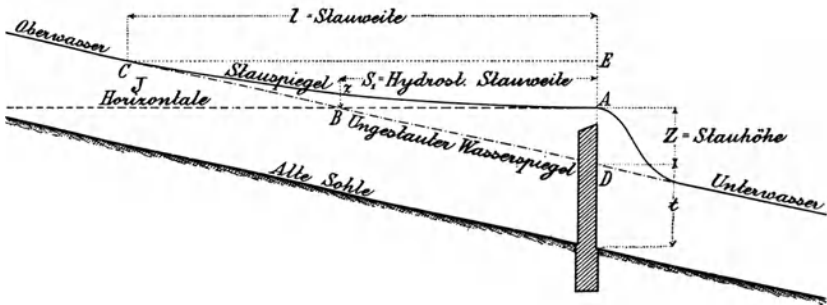 l = Stauweite
Oberwasser
E
C
Stauspiegel
z
S₁ = Hydrost. Stauweite
J
Horizontale
A
B
Ungestauter Wasserspiegel
Z = Stauhöhe
D
Alte Sohle
Unterwasser
t